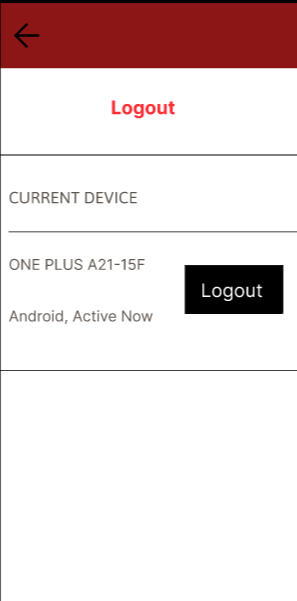 Logout
CURRENT DEVICE
ONE PLUS A21-15F
Logout
Android, Active Now